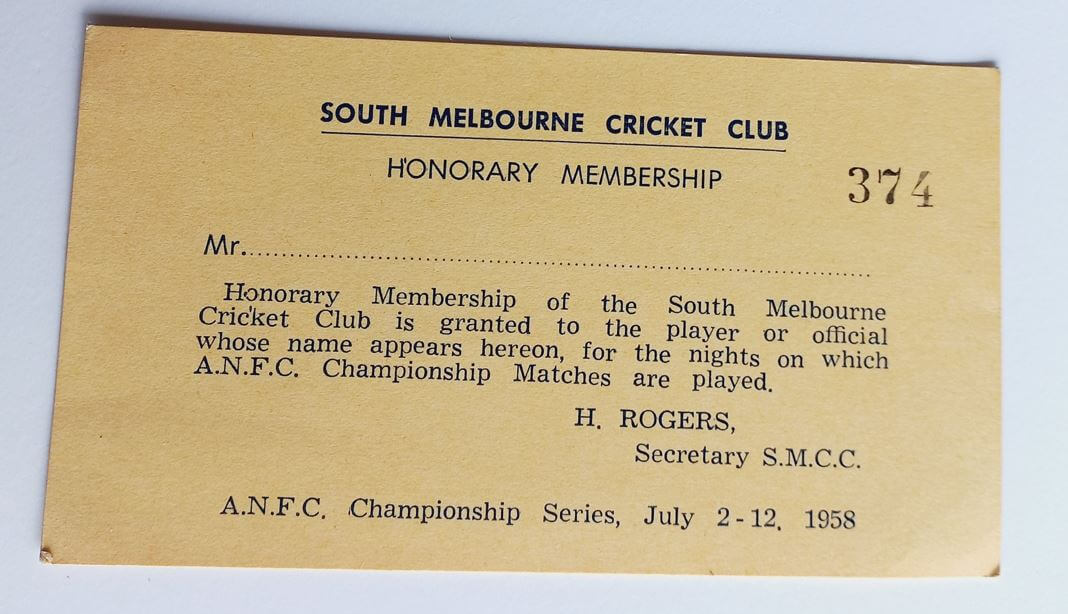 SOUTH MELBOURNE CRICKET CLUB
HONORARY MEMBERSHIP
374
Mr..........................................................................................
Honorary Membership of the South Melbourne
Cricket Club is granted to the player or official
whose name appears hereon, for the nights on which
A.N.F.C. Championship Matches are played.
H. ROGERS,
Secretary S.M.C.C.
A.N.F.C. Championship Series, July 2-12, 1958